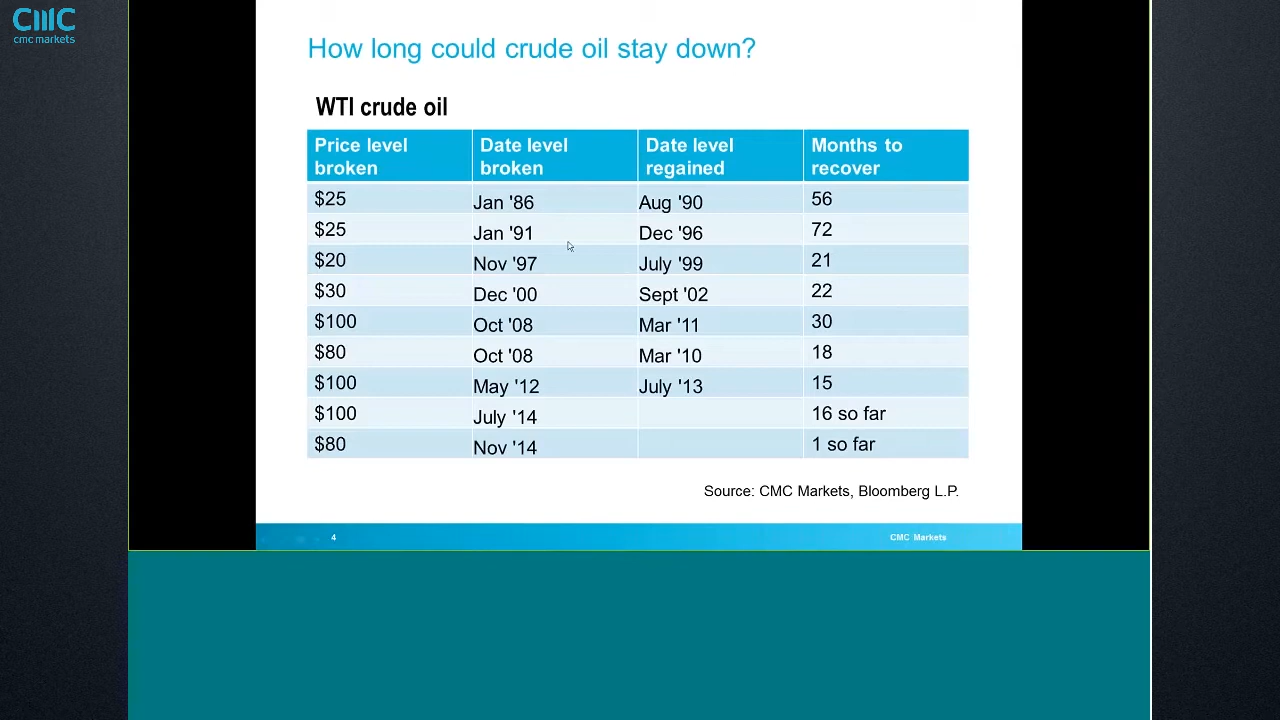 CMC
cmc markets
How long could crude oil stay down?
WTI crude oil
Price level broken Date level broken Date level regained Months to recover
$25 Jan '86 Aug '90 56
$25 Jan '91 Dec '96 72
$20 Nov '97 July '99 21
$30 Dec '00 Sept '02 22
$100 Oct '08 Mar '11 30
$80 Oct '08 Mar '10 18
$100 May '12 July '13 15
$100 July '14 16 so far
$80 Nov '14 1 so far
Source: CMC Markets, Bloomberg L.P.
4 CMC Markets